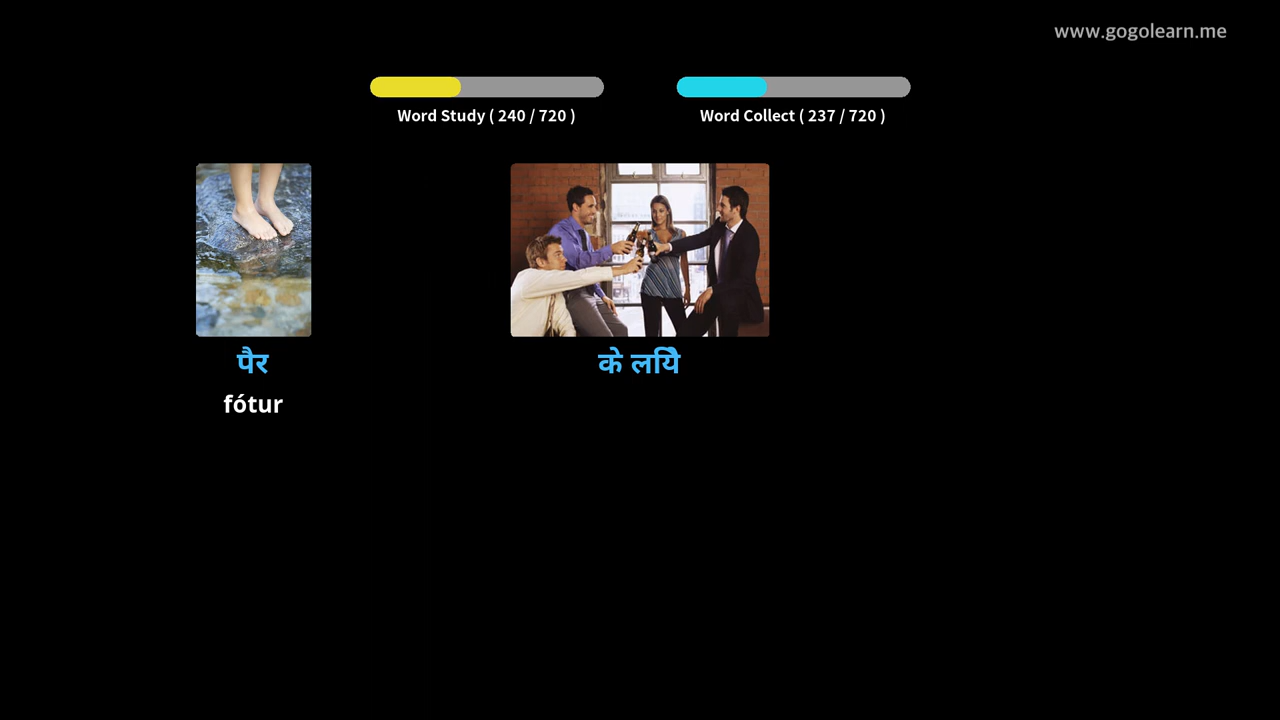 www.gogolearn.me
Word Study ( 240 / 720 )
Word Collect ( 237 / 720 )
पैर
के लिये
fótur